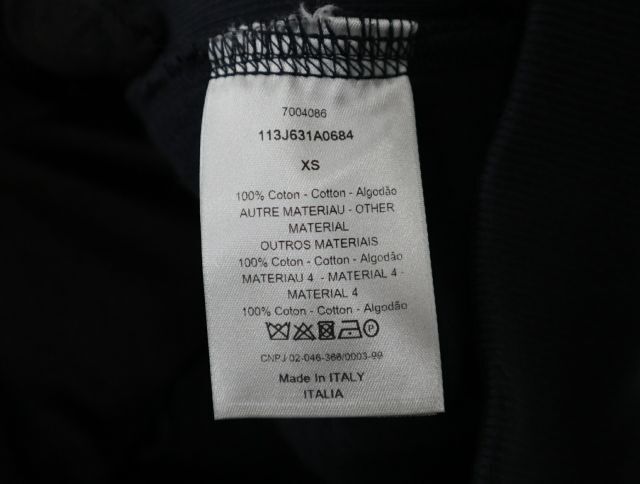 7004086
113J631A0684
XS
100% Coton - Cotton - Algodão
AUTRE MATERIAU - OTHER
MATERIAL
OUTROS MATERIAIS
100% Coton - Cotton - Algodão
MATERIAU 4 - MATERIAL 4 -
MATERIAL 4
100% Coton - Cotton - Algodão
P
CNPJ 02-046-366/0003-99
Made In ITALY
ITALIA